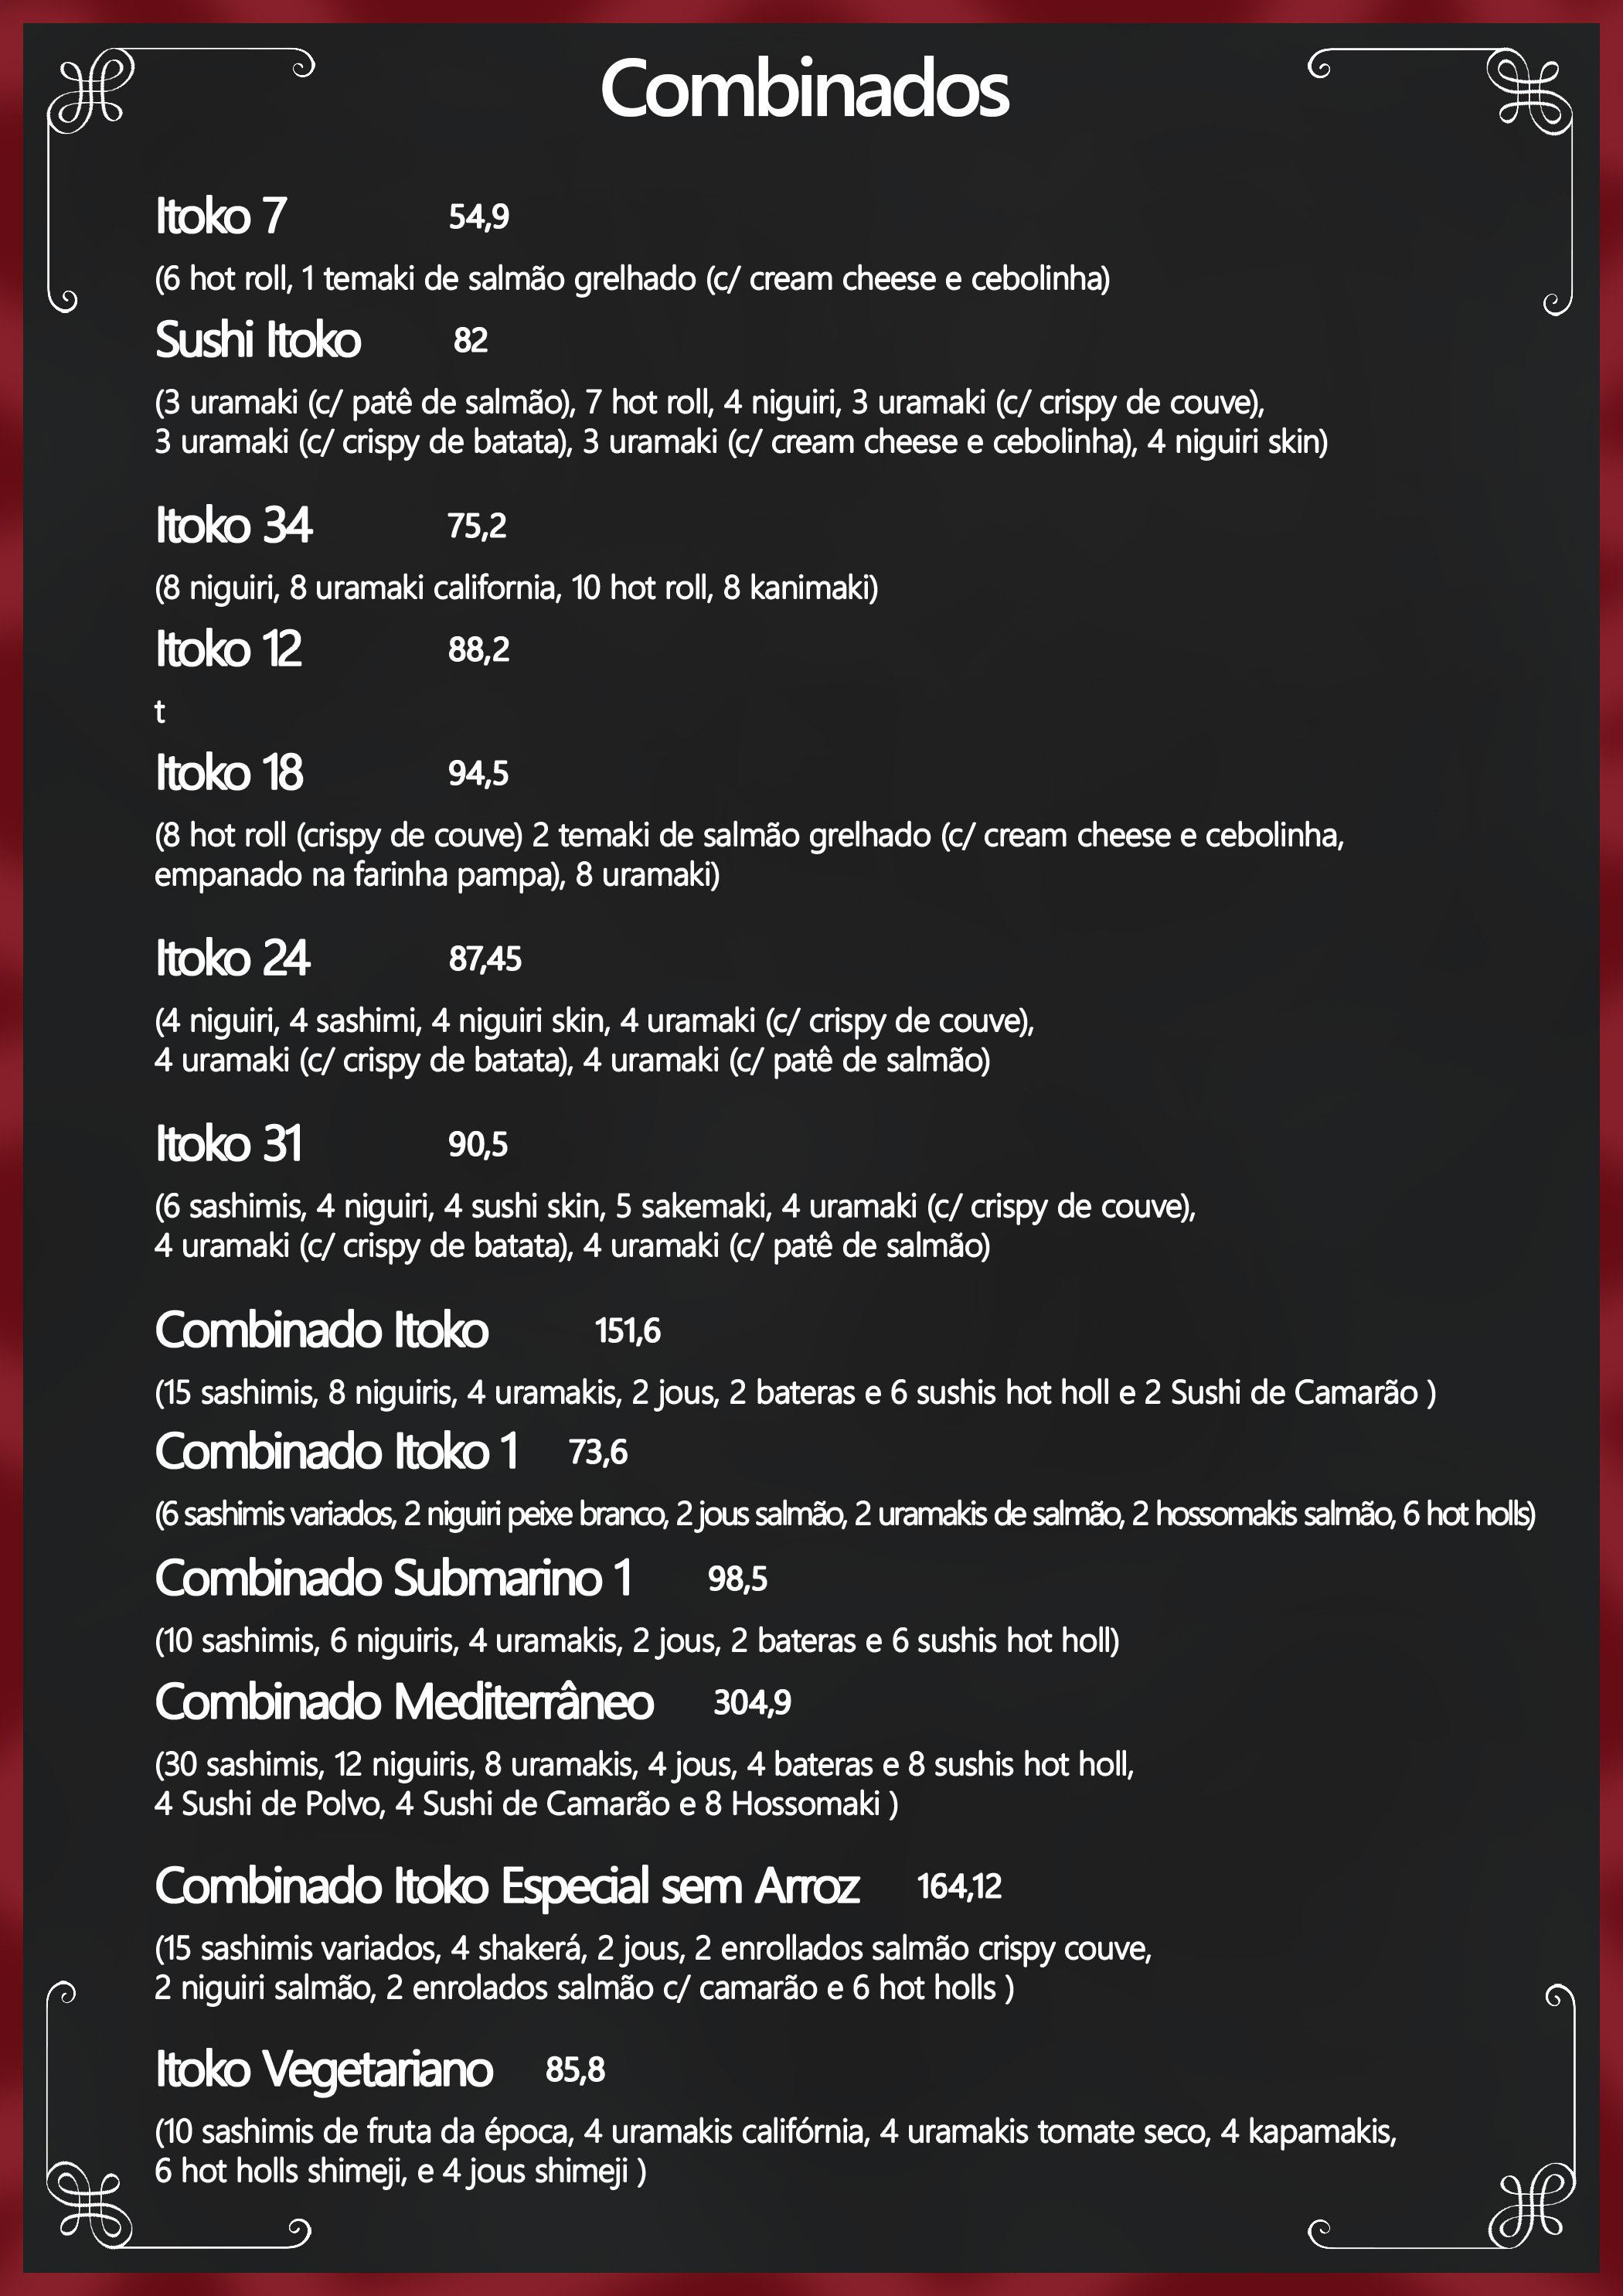 Combinados
Itoko 7 54,9
(6 hot roll, 1 temaki de salmão grelhado (c/ cream cheese e cebolinha)
Sushi Itoko 82
(3 uramaki (c/ patê de salmão), 7 hot roll, 4 niguiri, 3 uramaki (c/ crispy de couve),
3 uramaki (c/ crispy de batata), 3 uramaki (c/ cream cheese e cebolinha), 4 niguiri skin)
Itoko 34 75,2
(8 niguiri, 8 uramaki california, 10 hot roll, 8 kanimaki)
Itoko 12 88,2
t
Itoko 18 94,5
(8 hot roll (crispy de couve) 2 temaki de salmão grelhado (c/ cream cheese e cebolinha,
empanado na farinha pampa), 8 uramaki)
Itoko 24 87,45
(4 niguiri, 4 sashimi, 4 niguiri skin, 4 uramaki (c/ crispy de couve),
4 uramaki (c/ crispy de batata), 4 uramaki (c/ patê de salmão)
Itoko 31 90,5
(6 sashimis, 4 niguiri, 4 sushi skin, 5 sakemaki, 4 uramaki (c/ crispy de couve),
4 uramaki (c/ crispy de batata), 4 uramaki (c/ patê de salmão)
Combinado Itoko 151,6
(15 sashimis, 8 niguiris, 4 uramakis, 2 jous, 2 bateras e 6 sushis hot holl e 2 Sushi de Camarão )
Combinado Itoko 1 73,6
(6 sashimis variados, 2 niguiri peixe branco, 2 jous salmão, 2 uramakis de salmão, 2 hossomakis salmão, 6 hot holls)
Combinado Submarino 1 98,5
(10 sashimis, 6 niguiris, 4 uramakis, 2 jous, 2 bateras e 6 sushis hot holl)
Combinado Mediterrâneo 304,9
(30 sashimis, 12 niguiris, 8 uramakis, 4 jous, 4 bateras e 8 sushis hot holl,
4 Sushi de Polvo, 4 Sushi de Camarão e 8 Hossomaki )
Combinado Itoko Especial sem Arroz 164,12
(15 sashimis variados, 4 shakerá, 2 jous, 2 enrollados salmão crispy couve,
2 niguiri salmão, 2 enrolados salmão c/ camarão e 6 hot holls )
Itoko Vegetariano 85,8
(10 sashimis de fruta da época, 4 uramakis califórnia, 4 uramakis tomate seco, 4 kapamakis,
6 hot holls shimeji, e 4 jous shimeji )